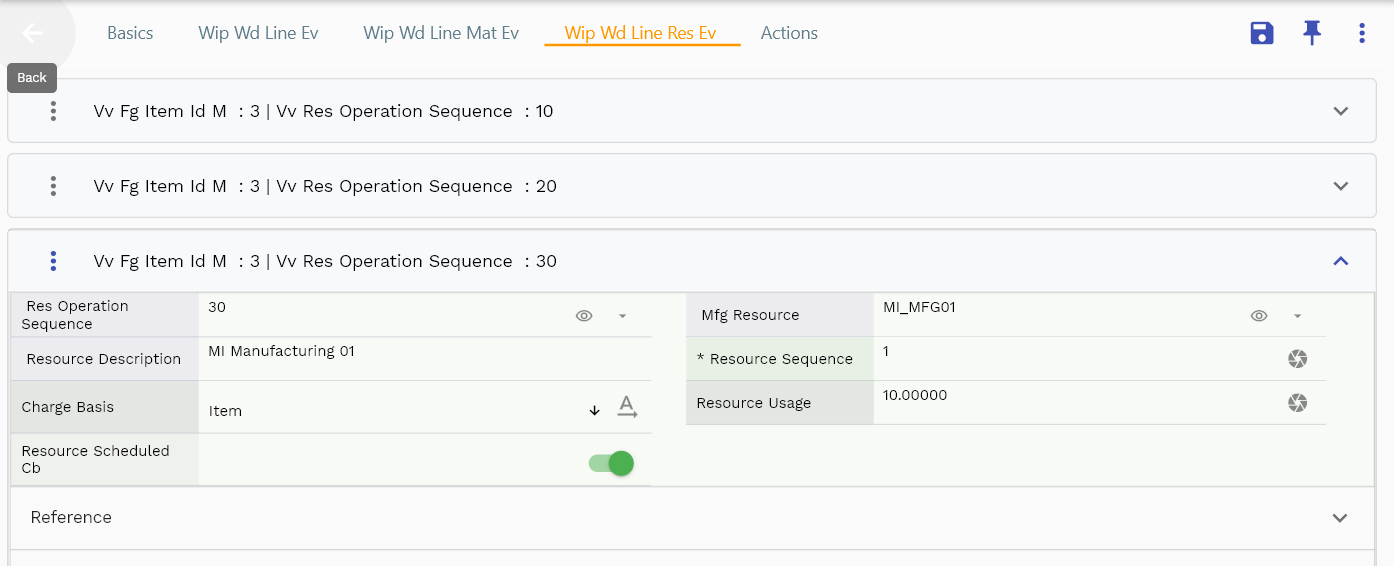 Basics Wip Wd Line Ev Wip Wd Line Mat Ev Wip Wd Line Res Ev Actions
Back
Vv Fg Item Id M : 3 | Vv Res Operation Sequence : 10
Vv Fg Item Id M : 3 | Vv Res Operation Sequence : 20
Vv Fg Item Id M : 3 | Vv Res Operation Sequence : 30
Res Operation Sequence 30
Mfg Resource MI_MFG01
Resource Description MI Manufacturing 01
* Resource Sequence 1
Charge Basis Item
Resource Usage 10.00000
Resource Scheduled Cb
Reference